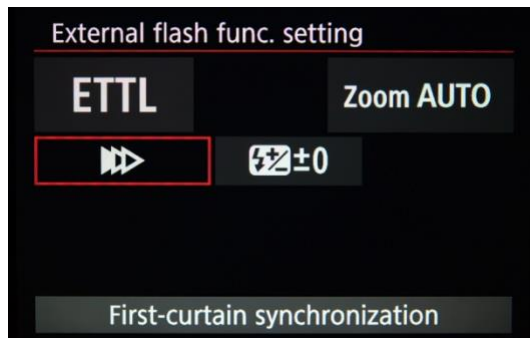 External flash func. setting
ETTL
Zoom AUTO
±0
First-curtain synchronization